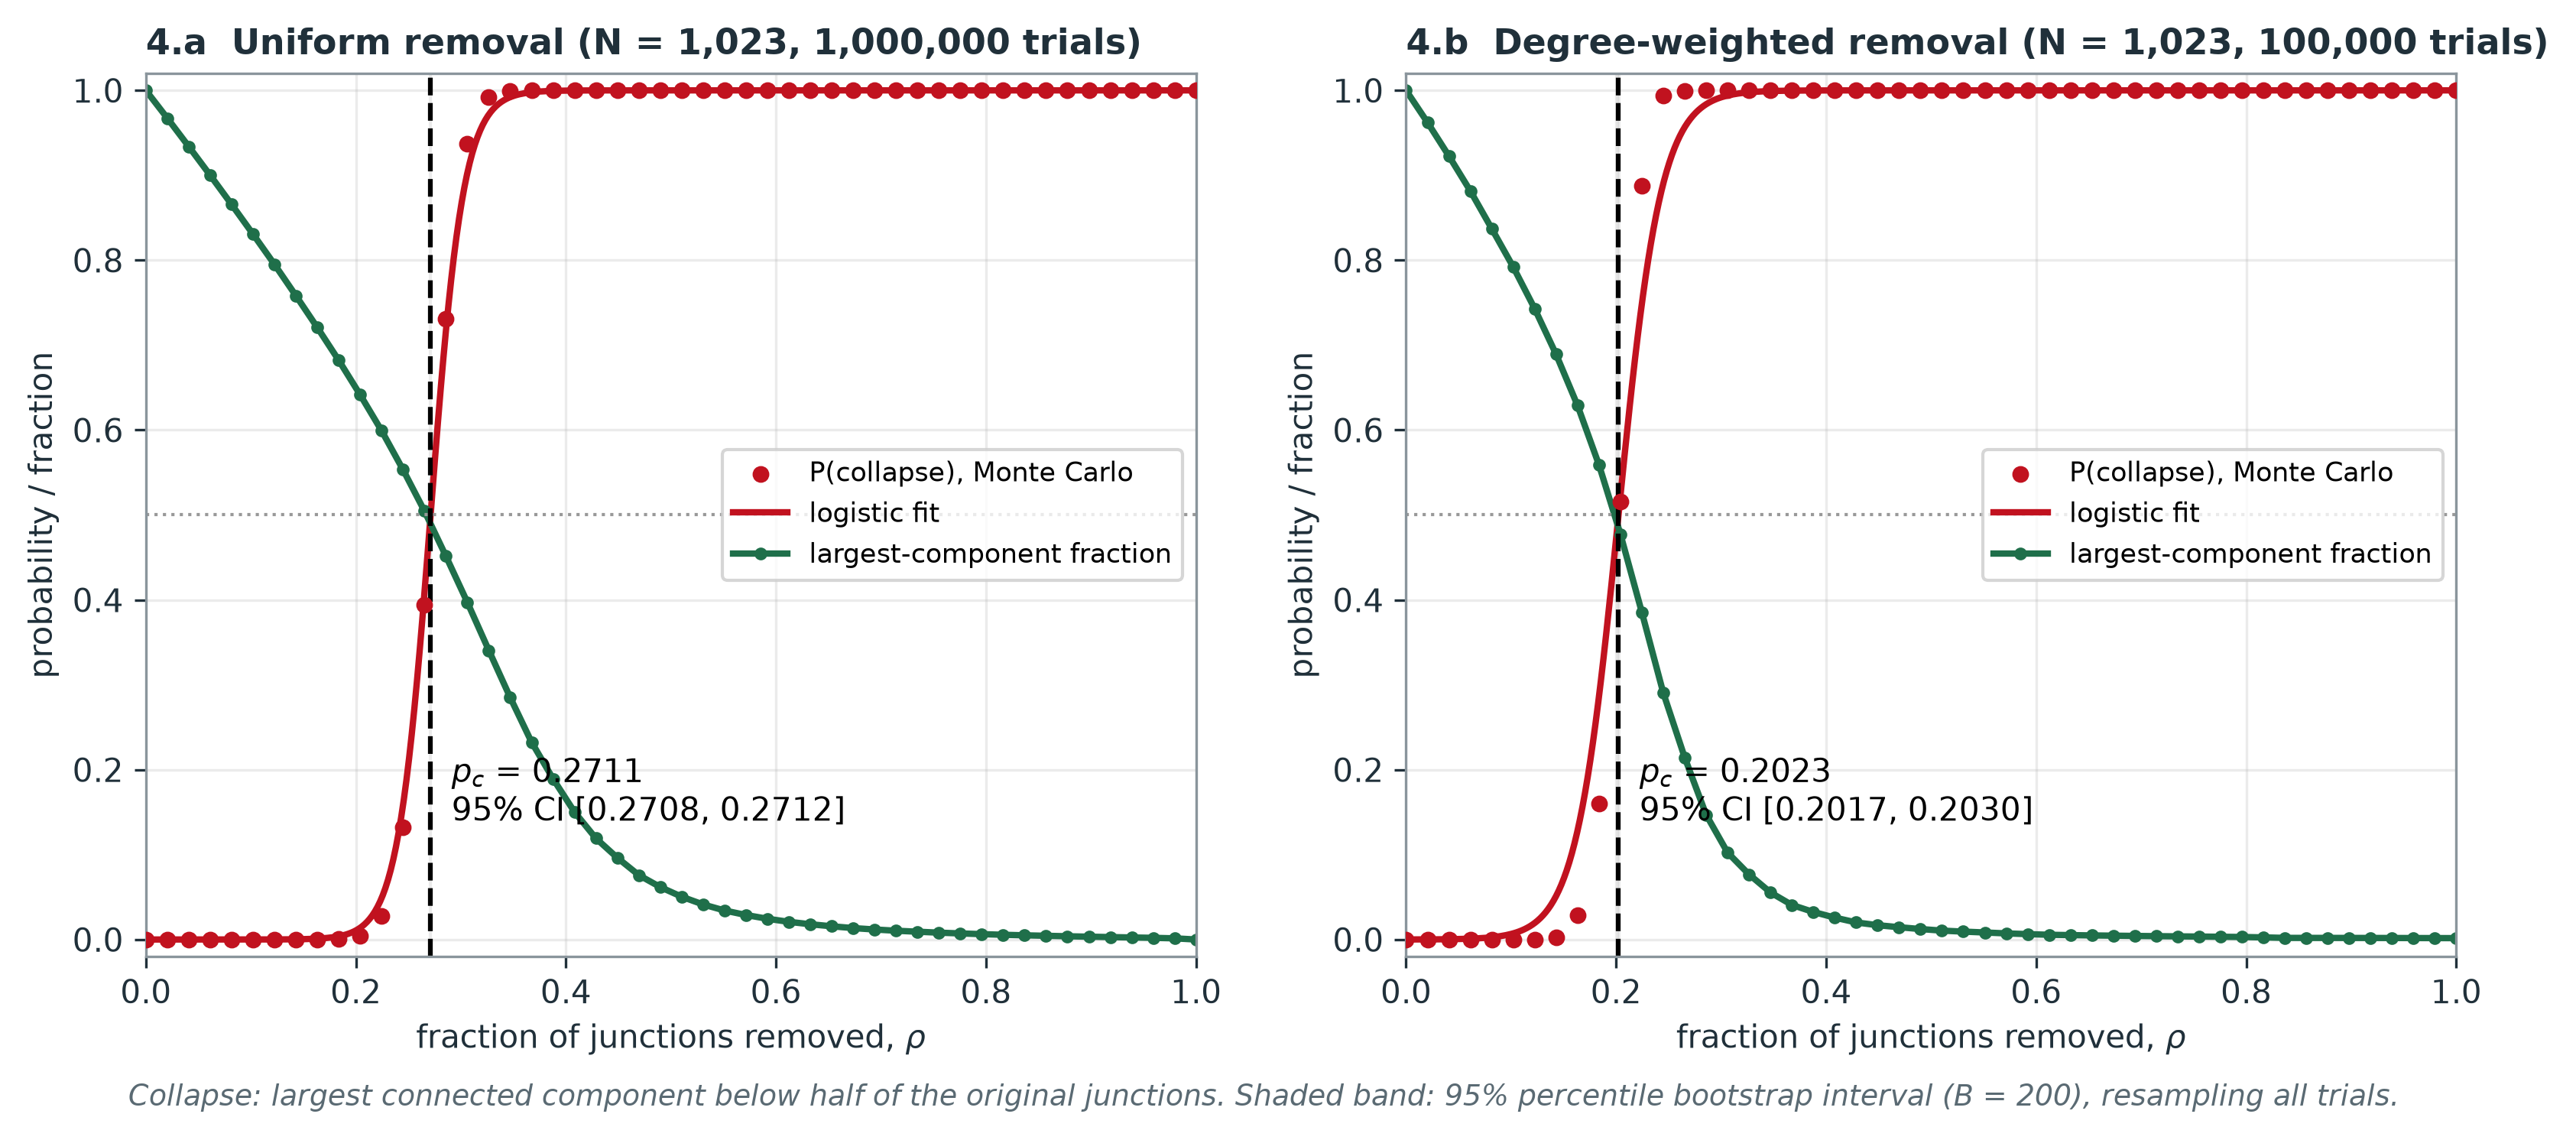 4.a Uniform removal (N = 1,023, 1,000,000 trials)
probability / fraction
1.0
0.8
0.6
0.4
0.2
0.0
P(collapse), Monte Carlo
logistic fit
largest-component fraction
p_c = 0.2711
95% CI [0.2708, 0.2712]
0.0 0.2 0.4 0.6 0.8 1.0
fraction of junctions removed, ρ
4.b Degree-weighted removal (N = 1,023, 100,000 trials)
probability / fraction
1.0
0.8
0.6
0.4
0.2
0.0
P(collapse), Monte Carlo
logistic fit
largest-component fraction
p_c = 0.2023
95% CI [0.2017, 0.2030]
0.0 0.2 0.4 0.6 0.8 1.0
fraction of junctions removed, ρ
Collapse: largest connected component below half of the original junctions. Shaded band: 95% percentile bootstrap interval (B = 200), resampling all trials.